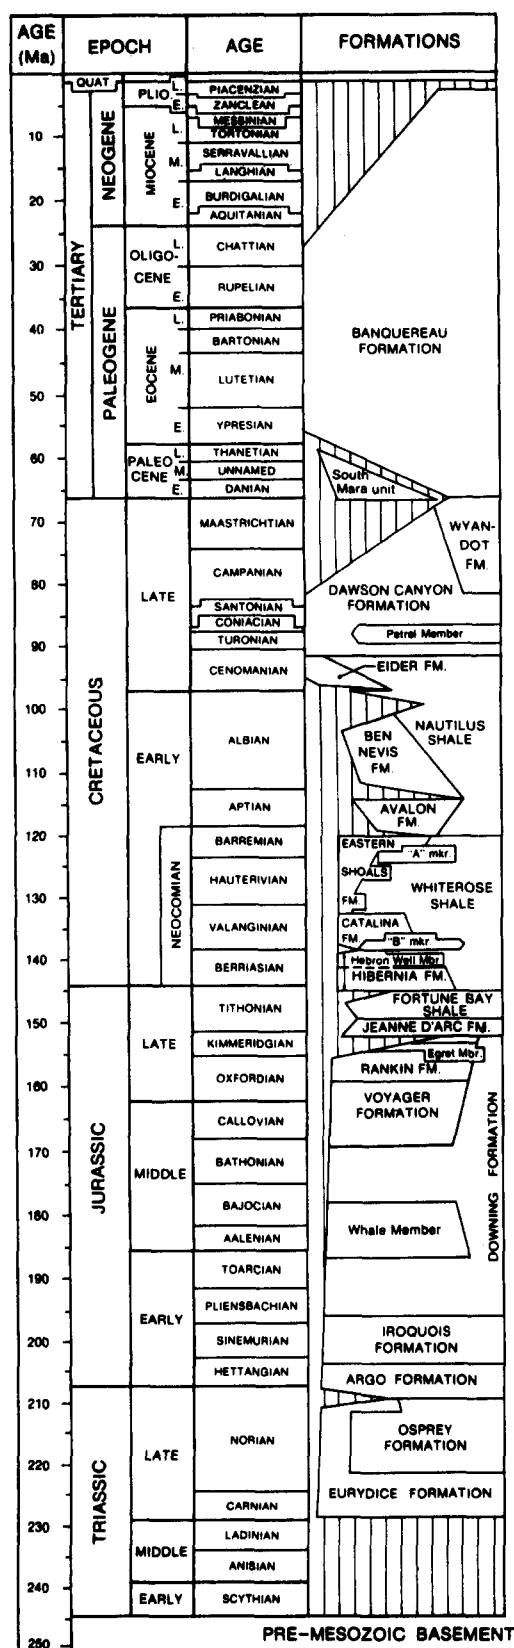 AGE
(Ma)
EPOCH
AGE
FORMATIONS
10
20
30
40
50
60
70
80
90
100
110
120
130
140
150
160
170
180
190
200
210
220
230
240
250
QUAT.
TERTIARY
NEOGENE
PALEOGENE
CRETACEOUS
NEOCOMIAN
JURASSIC
TRIASSIC
PLIO.
L.
E.
MIOCENE
L.
M.
E.
OLIGO-
CENE
L.
E.
EOCENE
L.
M.
E.
PALEO
CENE
L.
M.
E.
LATE
EARLY
LATE
MIDDLE
EARLY
LATE
MIDDLE
EARLY
PIACENZIAN
ZANCLEAN
MESSINIAN
TORTONIAN
SERRAVALLIAN
LANGHIAN
BURDIGALIAN
AQUITANIAN
CHATTIAN
RUPELIAN
PRIABONIAN
BARTONIAN
LUTETIAN
YPRESIAN
THANETIAN
UNNAMED
DANIAN
MAASTRICHTIAN
CAMPANIAN
SANTONIAN
CONIACIAN
TURONIAN
CENOMANIAN
ALBIAN
APTIAN
BARREMIAN
HAUTERIVIAN
VALANGINIAN
BERRIASIAN
TITHONIAN
KIMMERIDGIAN
OXFORDIAN
CALLOVIAN
BATHONIAN
BAJOCIAN
AALENIAN
TOARCIAN
PLIENSBACHIAN
SINEMURIAN
HETTANGIAN
NORIAN
CARNIAN
LADINIAN
ANISIAN
SCYTHIAN
BANQUEREAU
FORMATION
South
Mara unit
WYAN-
DOT
FM.
DAWSON CANYON
FORMATION
Petrel Member
EIDER FM.
NAUTILUS
SHALE
BEN
NEVIS
FM.
AVALON
FM.
EASTERN
SHOALS
FM.
"A" mkr.
WHITEROSE
SHALE
CATALINA
FM.
"B" mkr.
Hebron Well Mbr.
HIBERNIA FM.
FORTUNE BAY
SHALE
JEANNE D'ARC FM.
Egret Mbr.
RANKIN FM.
VOYAGER
FORMATION
DOWNING FORMATION
Whale Member
IROQUOIS
FORMATION
ARGO FORMATION
OSPREY
FORMATION
EURYDICE FORMATION
PRE-MESOZOIC BASEMENT